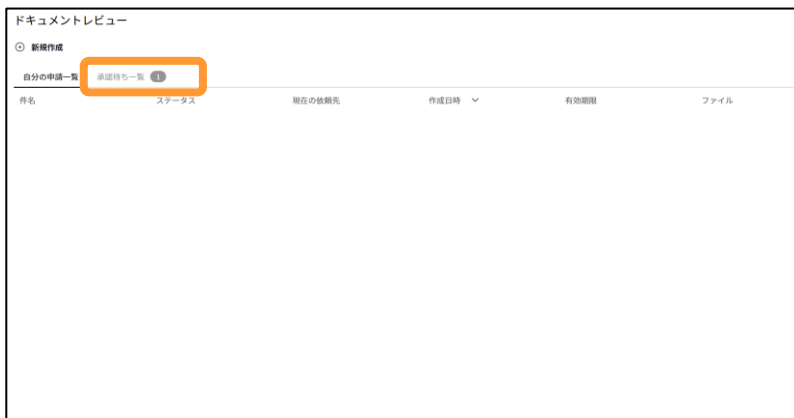 ドキュメントレビュー
新規作成
自分の申請一覧 承認待ち一覧 1
件名 ステータス 現在の依頼先 作成日時 有効期限 ファイル